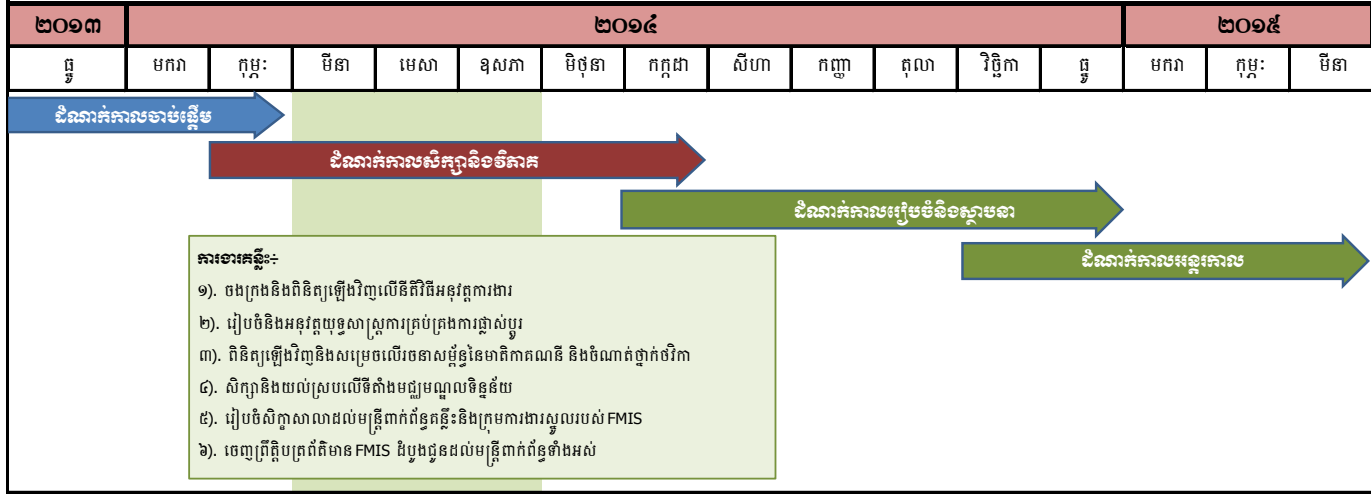 ២០១៣ ២០១៤ ២០១៥
ធ្នូ មករា កុម្ភៈ មីនា មេសា ឧសភា មិថុនា កក្កដា សីហា កញ្ញា តុលា វិច្ឆិកា ធ្នូ មករា កុម្ភៈ មីនា
ដំណាក់កាលចាប់ផ្តើម
ដំណាក់កាលសិក្សានិងវិភាគ
ដំណាក់កាលរៀបចំនិងស្ថាបនា
ដំណាក់កាលអន្តរកាល
ការងារគន្លឹះ៖
១). ចងក្រងនិងពិនិត្យឡើងវិញលើនីតិវិធីអនុវត្តការងារ
២). រៀបចំនិងអនុវត្តយុទ្ធសាស្ត្រការគ្រប់គ្រងការផ្លាស់ប្តូរ
៣). ពិនិត្យឡើងវិញនិងសម្រេចលើរចនាសម្ព័ន្ធនៃមាតិកាគណនី និងចំណាត់ថ្នាក់ថវិកា
៤). សិក្សានិងយល់ស្របលើទីតាំងមជ្ឈមណ្ឌលទិន្នន័យ
៥). រៀបចំសិក្ខាសាលាដល់មន្ត្រីពាក់ព័ន្ធគន្លឹះនិងក្រុមការងារស្នូលរបស់ FMIS
៦). ចេញព្រឹត្តិបត្រព័ត៌មាន FMIS ដំបូងជូនដល់មន្ត្រីពាក់ព័ន្ធទាំងអស់